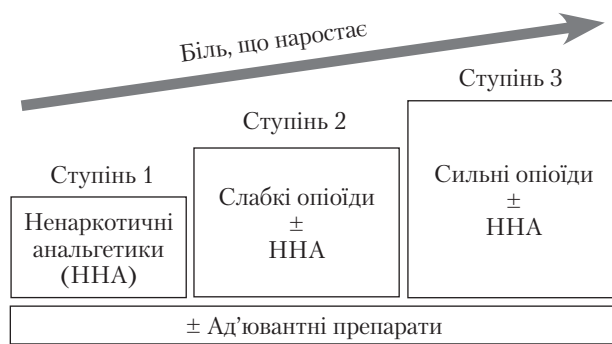 Біль, що наростає
Ступінь 1
Ступінь 2
Ступінь 3
Ненаркотичні
анальгетики
(ННА)
Слабкі опіоїди
±
ННА
Сильні опіоїди
±
ННА
± Ад’ювантні препарати